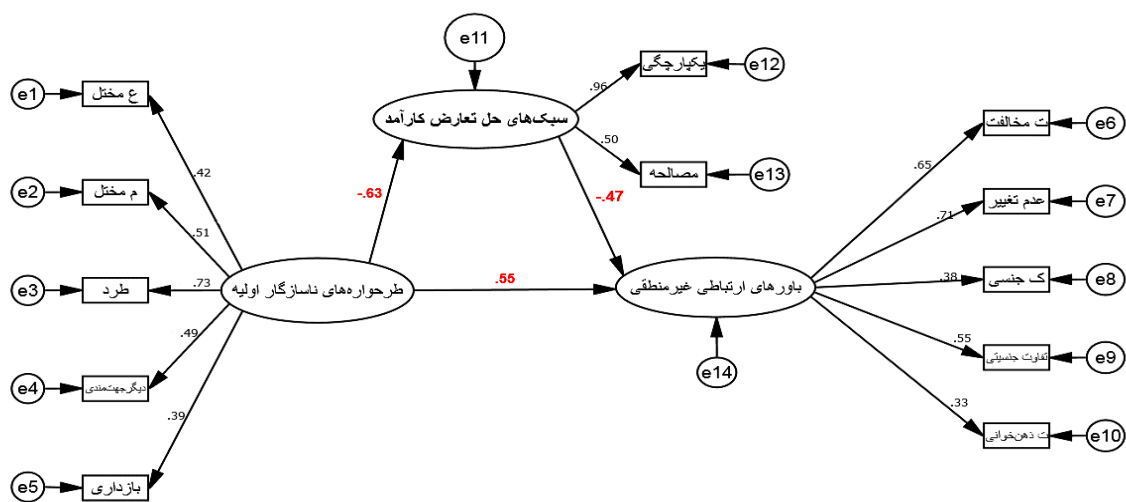 e11
یکپارچگی
e12
.96
سبک‌های حل تعارض کارآمد
.50
مصالحه
e13
e1
ع مختل
.42
e2
م مختل
.51
e3
طرد
.73
e4
دیگرجهت‌مندی
.49
e5
بازداری
.39
طرحواره‌های ناسازگار اولیه
-.63
.55
-.47
باورهای ارتباطی غیرمنطقی
e14
.65
ت مخالفت
e6
.71
عدم تغییر
e7
.38
ک جنسی
e8
.55
تفاوت جنسیتی
e9
.33
ت ذهن‌خوانی
e10